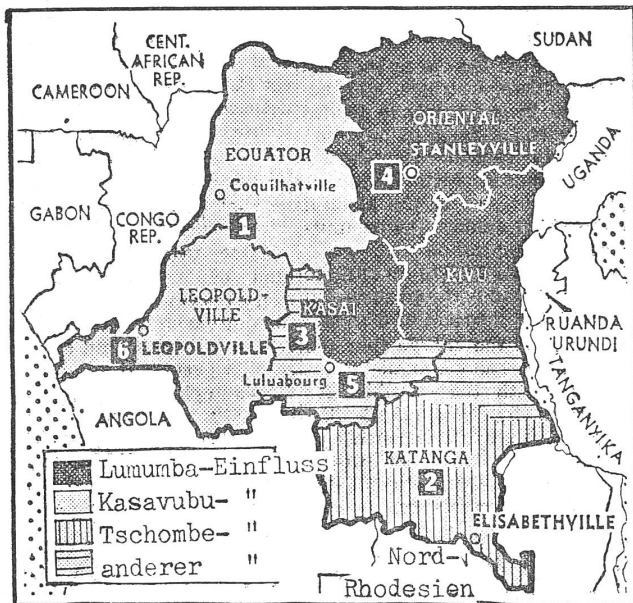 CENT.
AFRICAN
REP.
SUDAN
CAMEROON
ORIENTAL
STANLEYVILLE
4
EQUATOR
Coquilhatville
UGANDA
GABON
CONGO
REP.
1
KIVU
LEOPOLD-
VILLE
KASAI
3
RUANDA
URUNDI
6
LEOPOLDVILLE
Luluabourg
5
TANGANYIKA
ANGOLA
KATANGA
2
ELISABETHVILLE
Lumumba-Einfluss
Kasavubu- "
Tschombe- "
anderer "
Nord-
Rhodesien